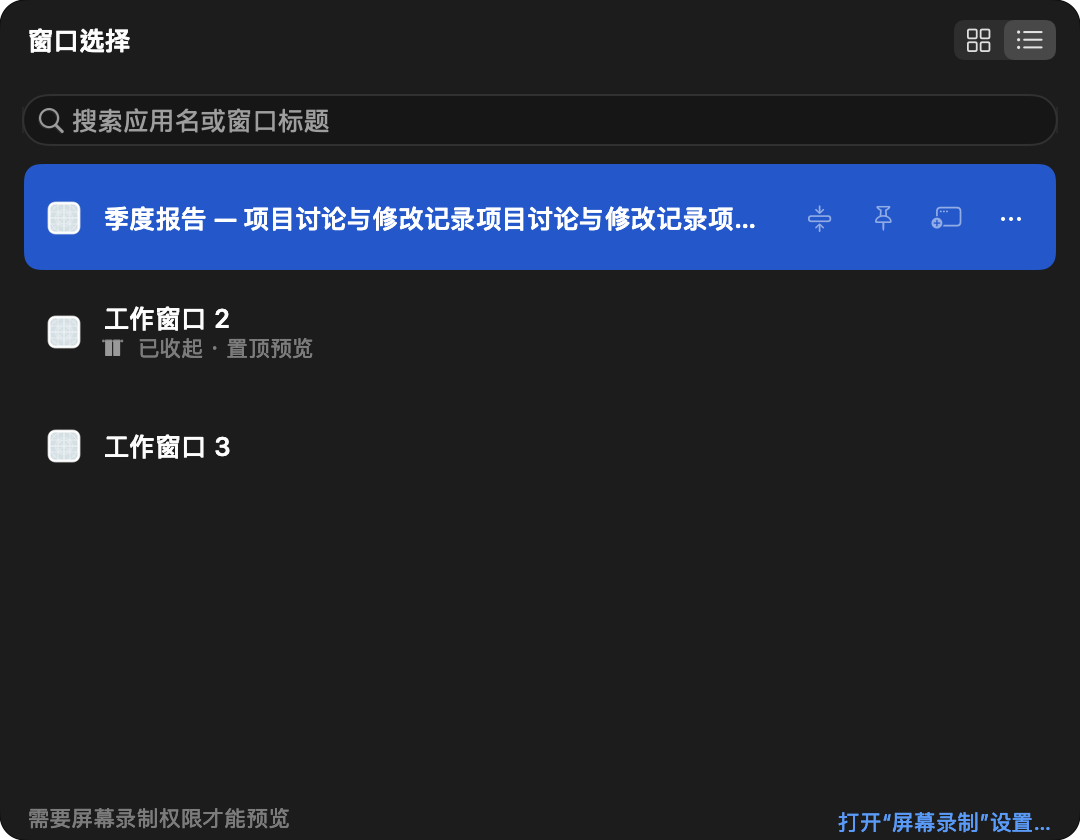 窗口选择
搜索应用名或窗口标题
季度报告 — 项目讨论与修改记录项目讨论与修改记录项...
工作窗口 2
已收起 · 置顶预览
工作窗口 3
需要屏幕录制权限才能预览
打开“屏幕录制”设置...